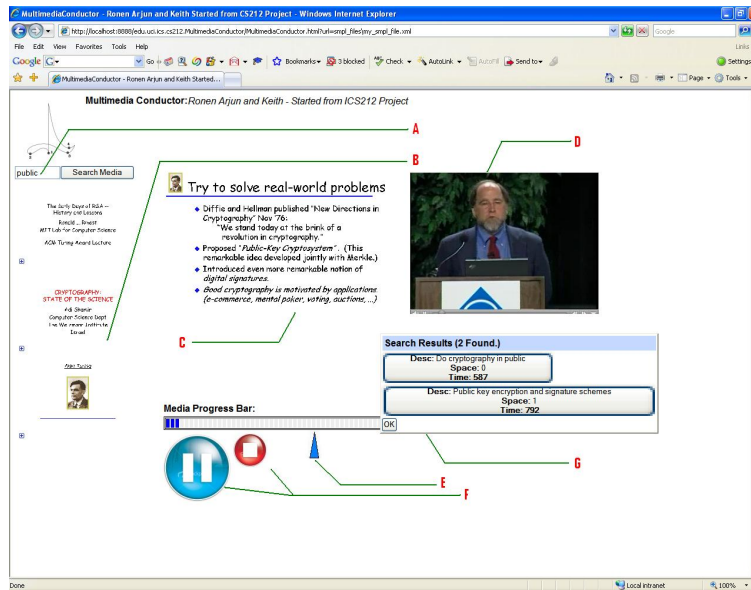 MultimediaConductor - Ronen Arjun and Keith Started from CS212 Project - Windows Internet Explorer
http://localhost:8888/edu.uci.ics.cs212.MultimediaConductor/MultimediaConductor.html?url=smpl_files\my_smpl_file.xml
Google
File Edit View Favorites Tools Help
Links
Google G Go Bookmarks 3 blocked Check AutoLink AutoFill Send to Settings
MultimediaConductor - Ronen Arjun and Keith Started...
Page Tools
Multimedia Conductor: Ronen Arjun and Keith - Started from ICS212 Project
A
B
D
public Search Media
Try to solve real-world problems
Diffie and Hellman published "New Directions in
Cryptography" Nov '76:
"We stand today at the brink of a
revolution in cryptography."
Proposed "Public-Key Cryptosystem". (This
remarkable idea developed jointly with Merkle.)
Introduced even more remarkable notion of
digital signatures.
Good cryptography is motivated by applications.
(e-commerce, mental poker, voting, auctions, ...)
The Early Days of RSA --
History and Lessons
Ronald L. Rivest
MIT Lab for Computer Science
ACM Turing Award Lecture
CRYPTOGRAPHY:
STATE OF THE SCIENCE
Adi Shamir
Computer Science Dept
The Weizmann Institute
Israel
Alan Turing
C
Search Results (2 Found.)
Desc: Do cryptography in public
Space: 0
Time: 587
Desc: Public key encryption and signature schemes
Space: 1
Time: 792
OK
Media Progress Bar:
G
E
F
Done
Local intranet
100%